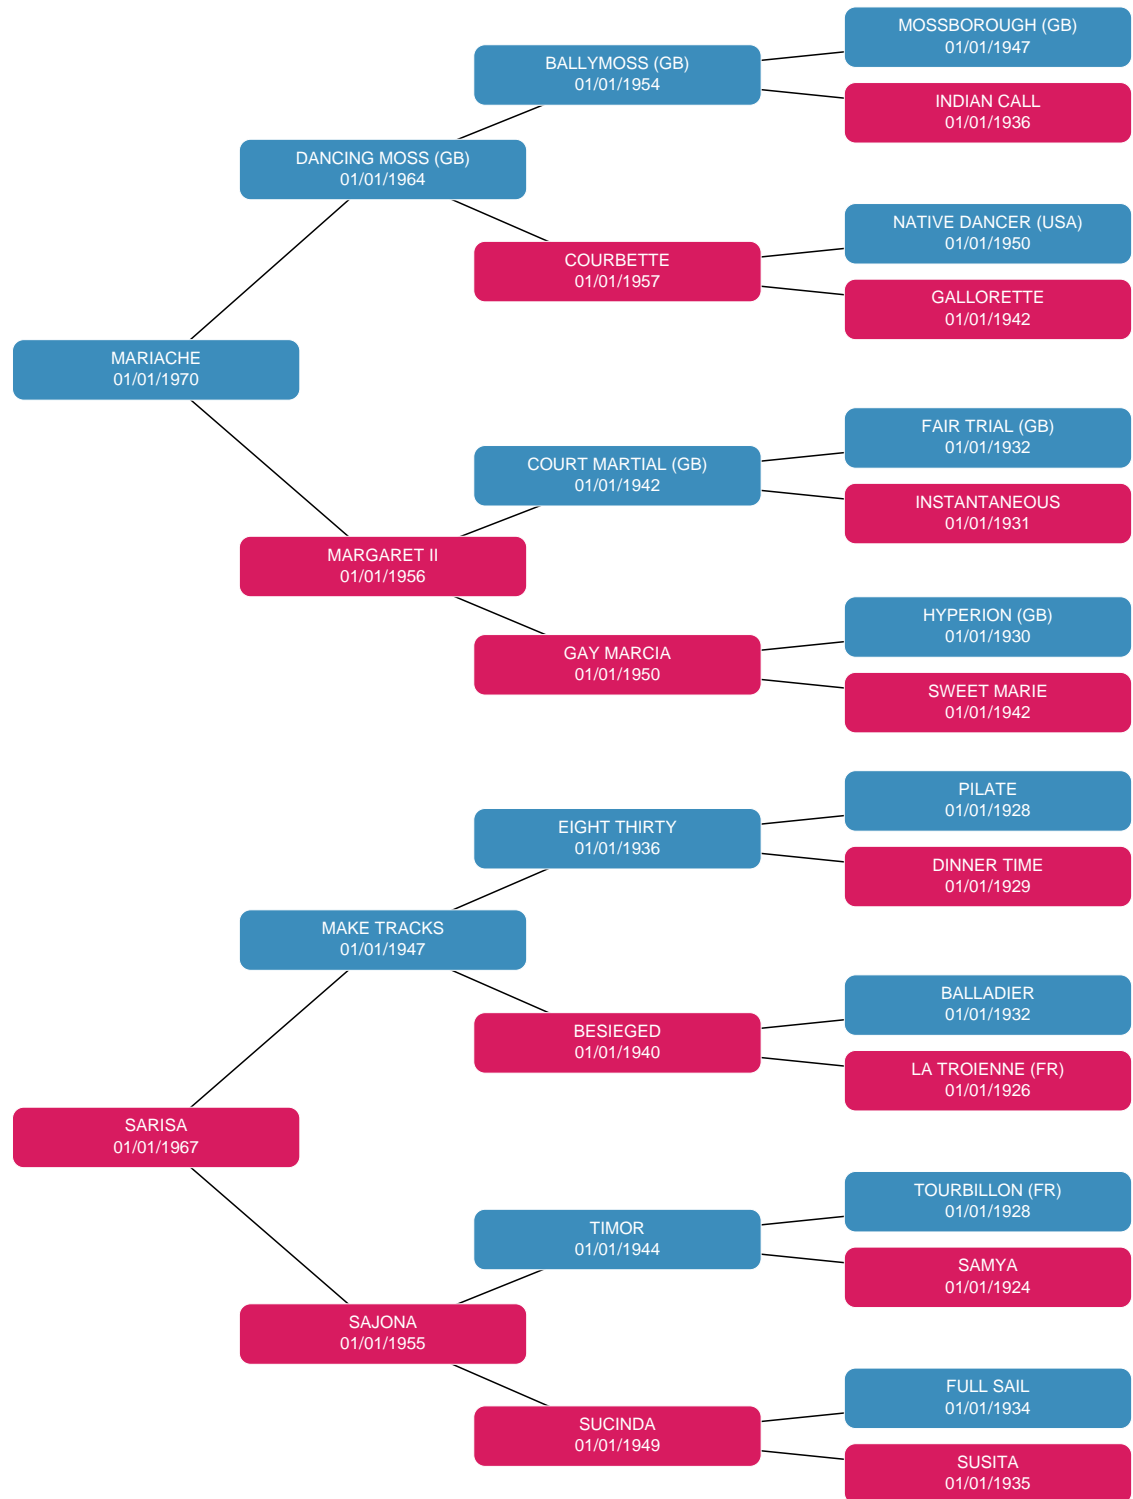 MOSSBOROUGH (GB)
01/01/1947
BALLYMOSS (GB)
01/01/1954
INDIAN CALL
01/01/1936
DANCING MOSS (GB)
01/01/1964
NATIVE DANCER (USA)
01/01/1950
COURBETTE
01/01/1957
GALLORETTE
01/01/1942
MARIACHE
01/01/1970
FAIR TRIAL (GB)
01/01/1932
COURT MARTIAL (GB)
01/01/1942
INSTANTANEOUS
01/01/1931
MARGARET II
01/01/1956
HYPERION (GB)
01/01/1930
GAY MARCIA
01/01/1950
SWEET MARIE
01/01/1942
PILATE
01/01/1928
EIGHT THIRTY
01/01/1936
DINNER TIME
01/01/1929
MAKE TRACKS
01/01/1947
BALLADIER
01/01/1932
BESIEGED
01/01/1940
LA TROIENNE (FR)
01/01/1926
SARISA
01/01/1967
TOURBILLON (FR)
01/01/1928
TIMOR
01/01/1944
SAMYA
01/01/1924
SAJONA
01/01/1955
FULL SAIL
01/01/1934
SUCINDA
01/01/1949
SUSITA
01/01/1935